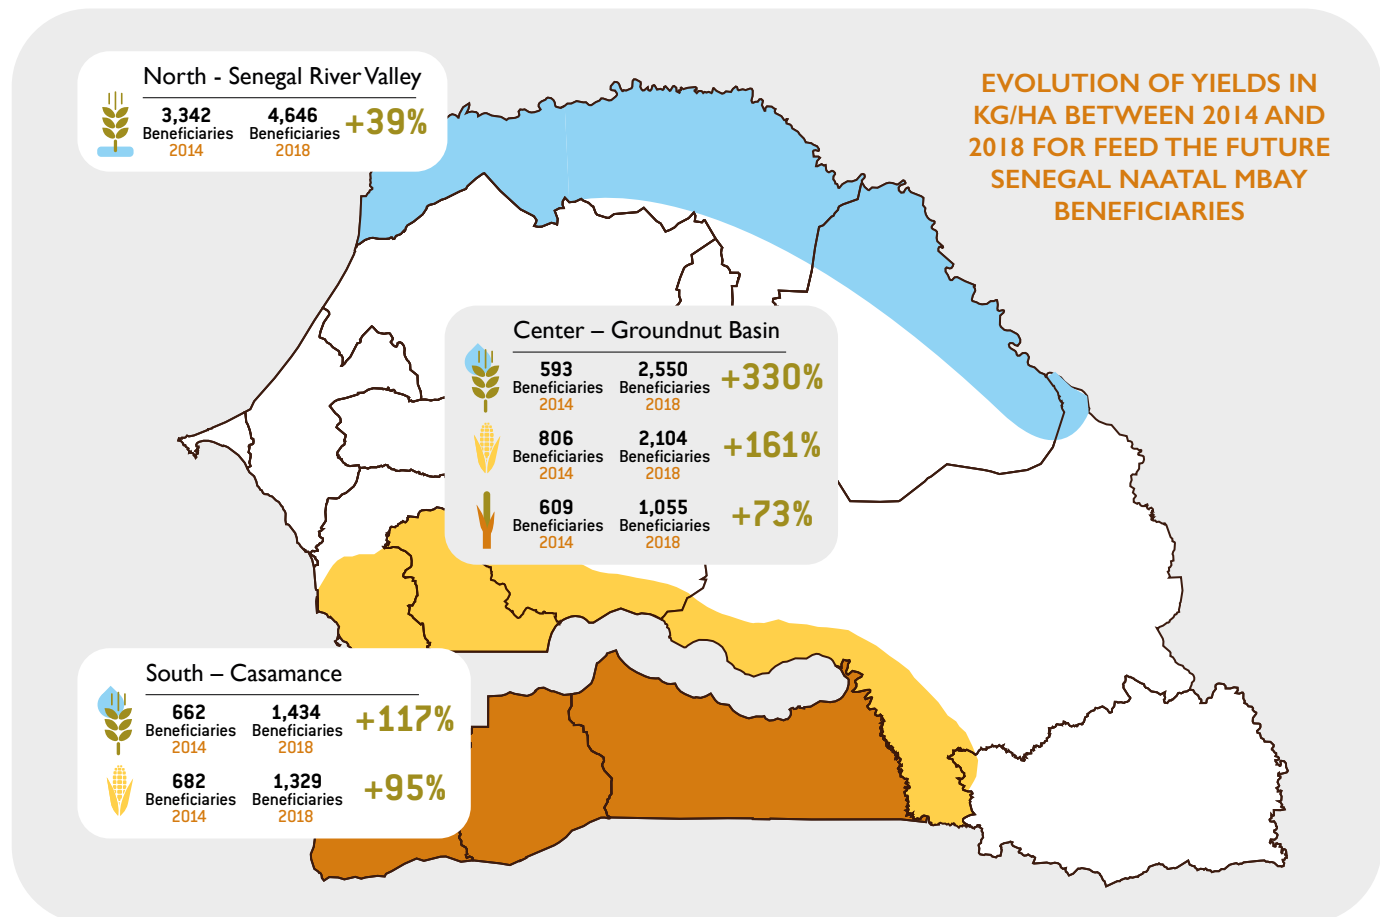 EVOLUTION OF YIELDS IN
KG/HA BETWEEN 2014 AND
2018 FOR FEED THE FUTURE
SENEGAL NAATAL MBAY
BENEFICIARIES
North - Senegal River Valley
3,342 4,646 +39%
Beneficiaries Beneficiaries
2014 2018
Center – Groundnut Basin
593 2,550 +330%
Beneficiaries Beneficiaries
2014 2018
806 2,104 +161%
Beneficiaries Beneficiaries
2014 2018
609 1,055 +73%
Beneficiaries Beneficiaries
2014 2018
South – Casamance
662 1,434 +117%
Beneficiaries Beneficiaries
2014 2018
682 1,329 +95%
Beneficiaries Beneficiaries
2014 2018